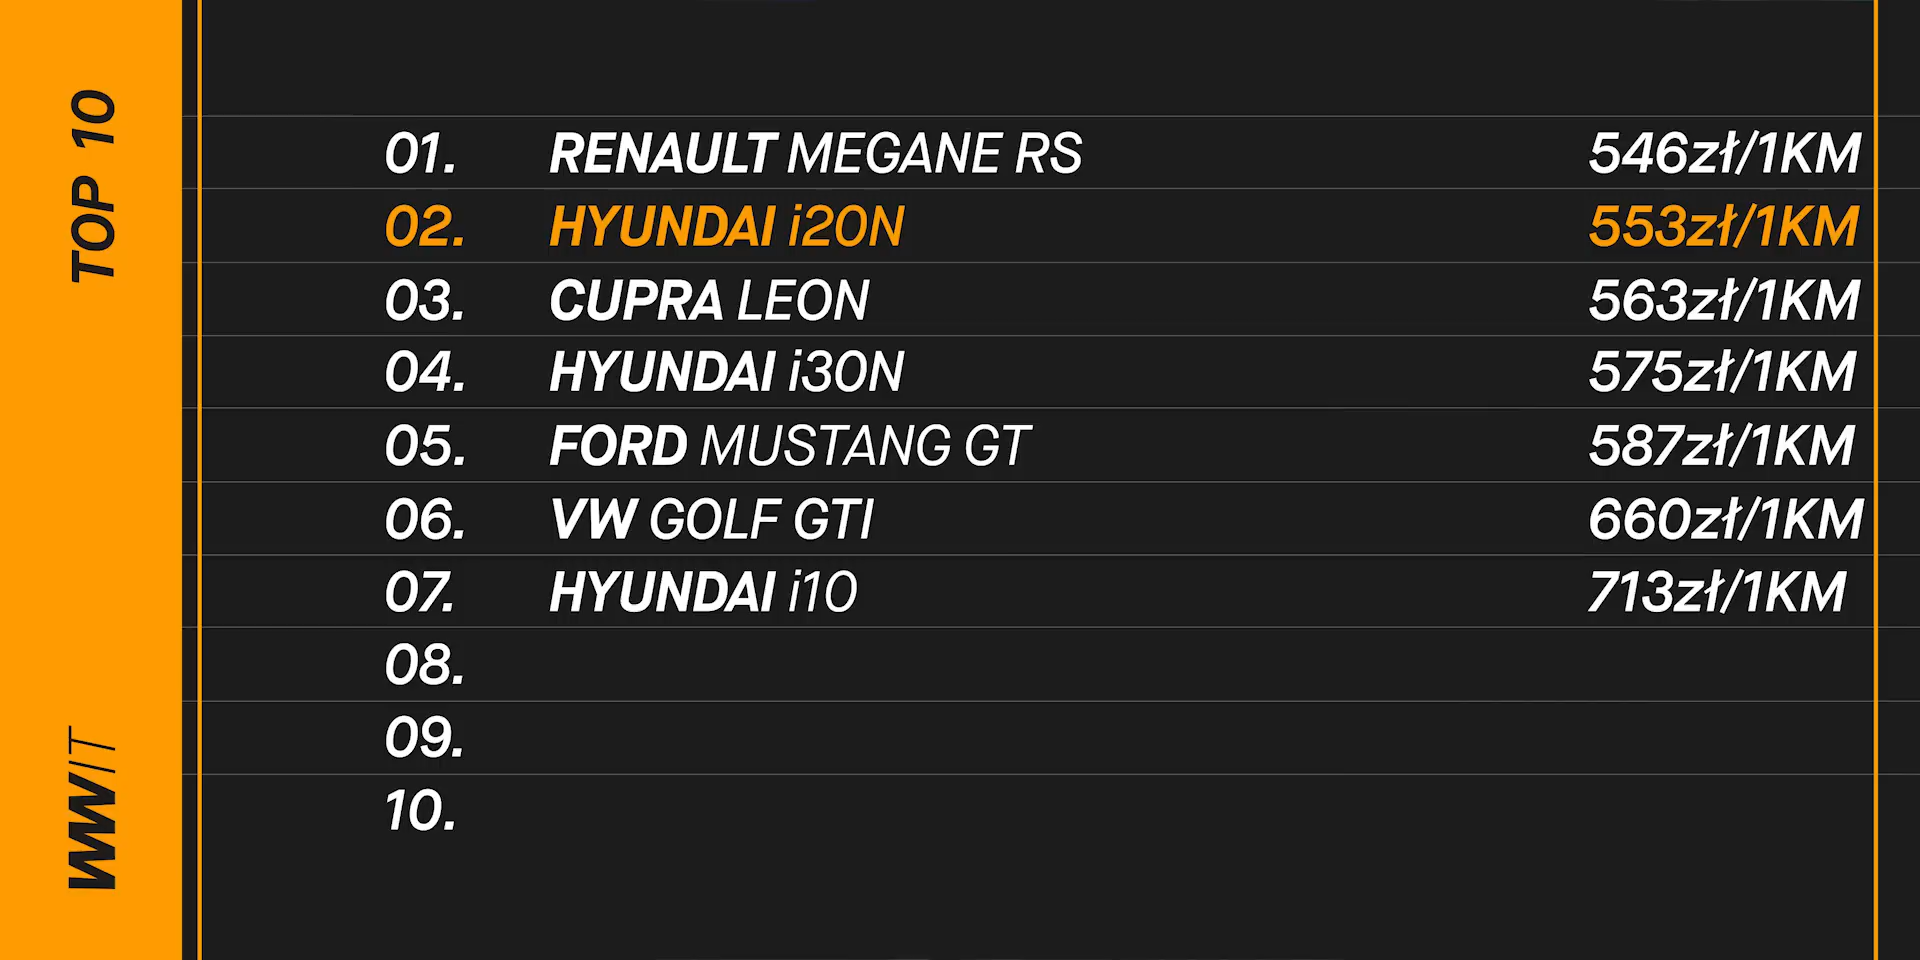 TOP 10
WWIT
01. RENAULT MEGANE RS 546zł/1KM
02. HYUNDAI i20N 553zł/1KM
03. CUPRA LEON 563zł/1KM
04. HYUNDAI i30N 575zł/1KM
05. FORD MUSTANG GT 587zł/1KM
06. VW GOLF GTI 660zł/1KM
07. HYUNDAI i10 713zł/1KM
08.
09.
10.